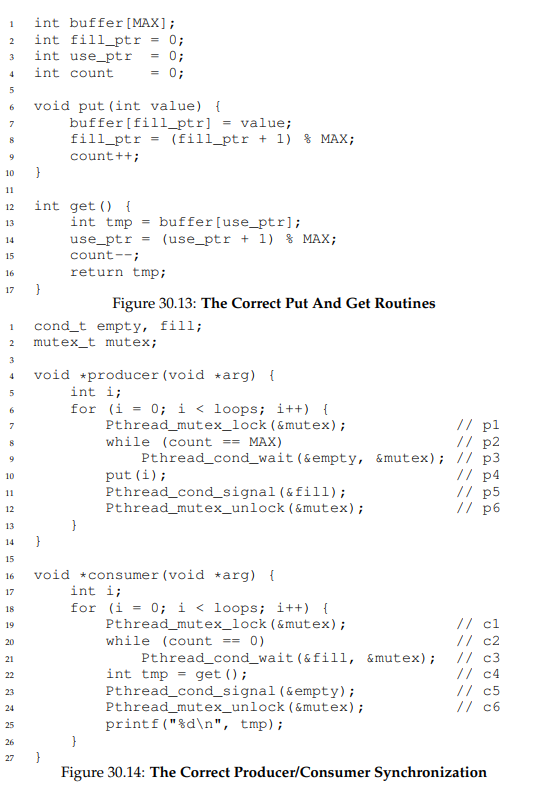 1 int buffer[MAX];
2 int fill_ptr = 0;
3 int use_ptr  = 0;
4 int count    = 0;
5
6 void put(int value) {
7     buffer[fill_ptr] = value;
8     fill_ptr = (fill_ptr + 1) % MAX;
9     count++;
10 }
11
12 int get() {
13     int tmp = buffer[use_ptr];
14     use_ptr = (use_ptr + 1) % MAX;
15     count--;
16     return tmp;
17 }
Figure 30.13: The Correct Put And Get Routines
1 cond_t empty, fill;
2 mutex_t mutex;
3
4 void *producer(void *arg) {
5     int i;
6     for (i = 0; i < loops; i++) {
7         Pthread_mutex_lock(&mutex);           // p1
8         while (count == MAX)                  // p2
9             Pthread_cond_wait(&empty, &mutex); // p3
10         put(i);                               // p4
11         Pthread_cond_signal(&fill);           // p5
12         Pthread_mutex_unlock(&mutex);         // p6
13     }
14 }
15
16 void *consumer(void *arg) {
17     int i;
18     for (i = 0; i < loops; i++) {
19         Pthread_mutex_lock(&mutex);           // c1
20         while (count == 0)                    // c2
21             Pthread_cond_wait(&fill, &mutex); // c3
22         int tmp = get();                      // c4
23         Pthread_cond_signal(&empty);          // c5
24         Pthread_mutex_unlock(&mutex);         // c6
25         printf("%d\n", tmp);
26     }
27 }
Figure 30.14: The Correct Producer/Consumer Synchronization